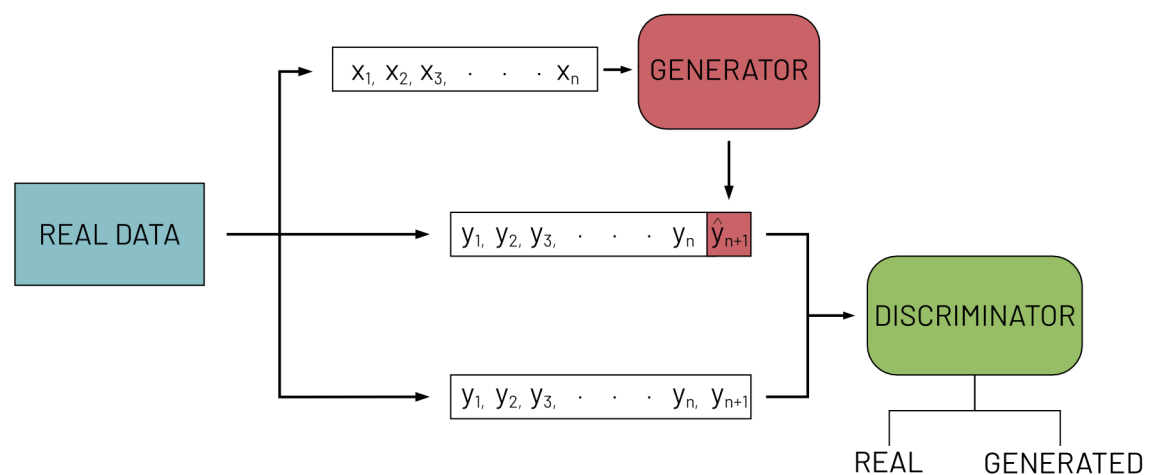 x₁, x₂, x₃, · · · xₙ
GENERATOR
REAL DATA
y₁, y₂, y₃, · · · yₙ ŷₙ₊₁
DISCRIMINATOR
y₁, y₂, y₃, · · · yₙ, yₙ₊₁
REAL
GENERATED